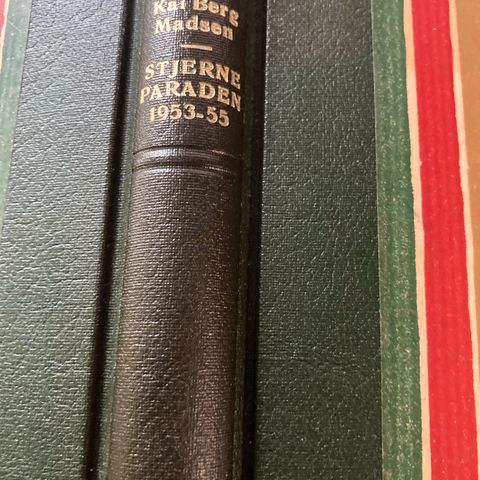 Kai Berg
Madsen
STJERNE
PARADEN
1953-55